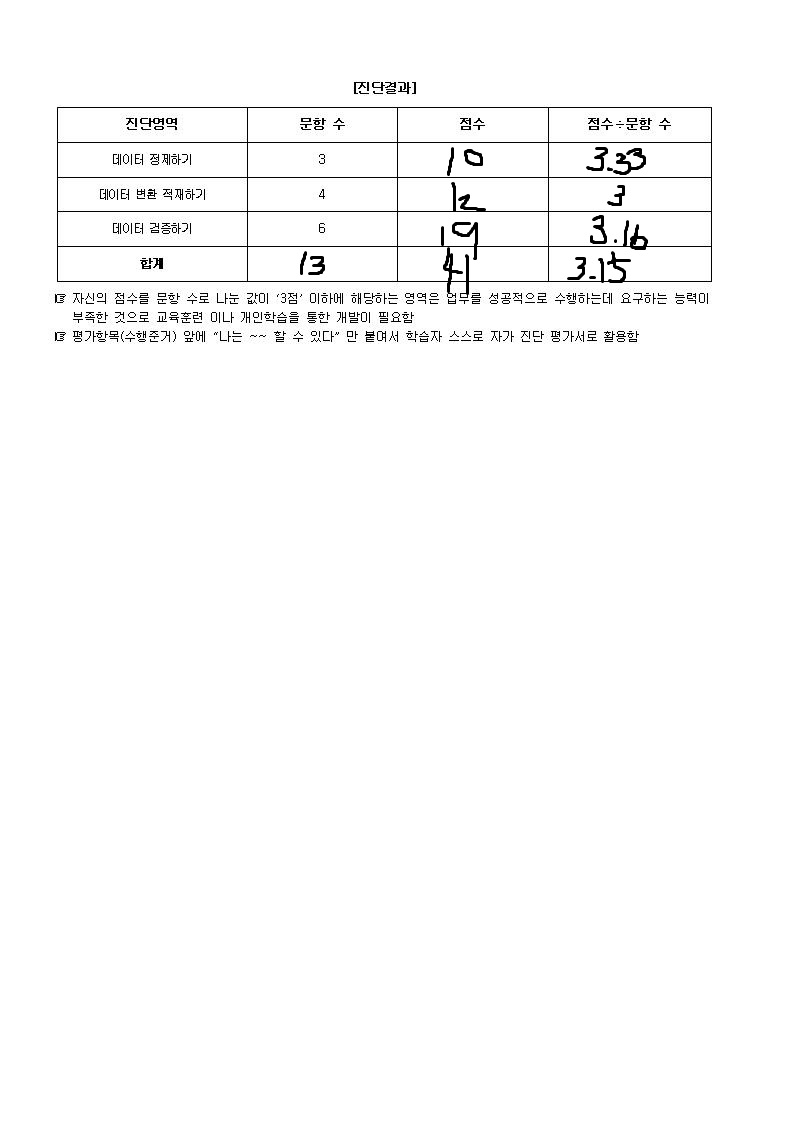 [진단결과]
진단영역 문항 수 점수 점수÷문항 수
데이터 정제하기 3 10 3.33
데이터 변환 적재하기 4 12 3
데이터 검증하기 6 19 3.16
합계 13 41 3.15
☞ 자신의 점수를 문항 수로 나눈 값이 ‘3점’ 이하에 해당하는 영역은 업무를 성공적으로 수행하는데 요구하는 능력이
부족한 것으로 교육훈련 이나 개인학습을 통한 개발이 필요함
☞ 평가항목(수행준거) 앞에 “나는 ~~ 할 수 있다” 만 붙여서 학습자 스스로 자가 진단 평가서로 활용함